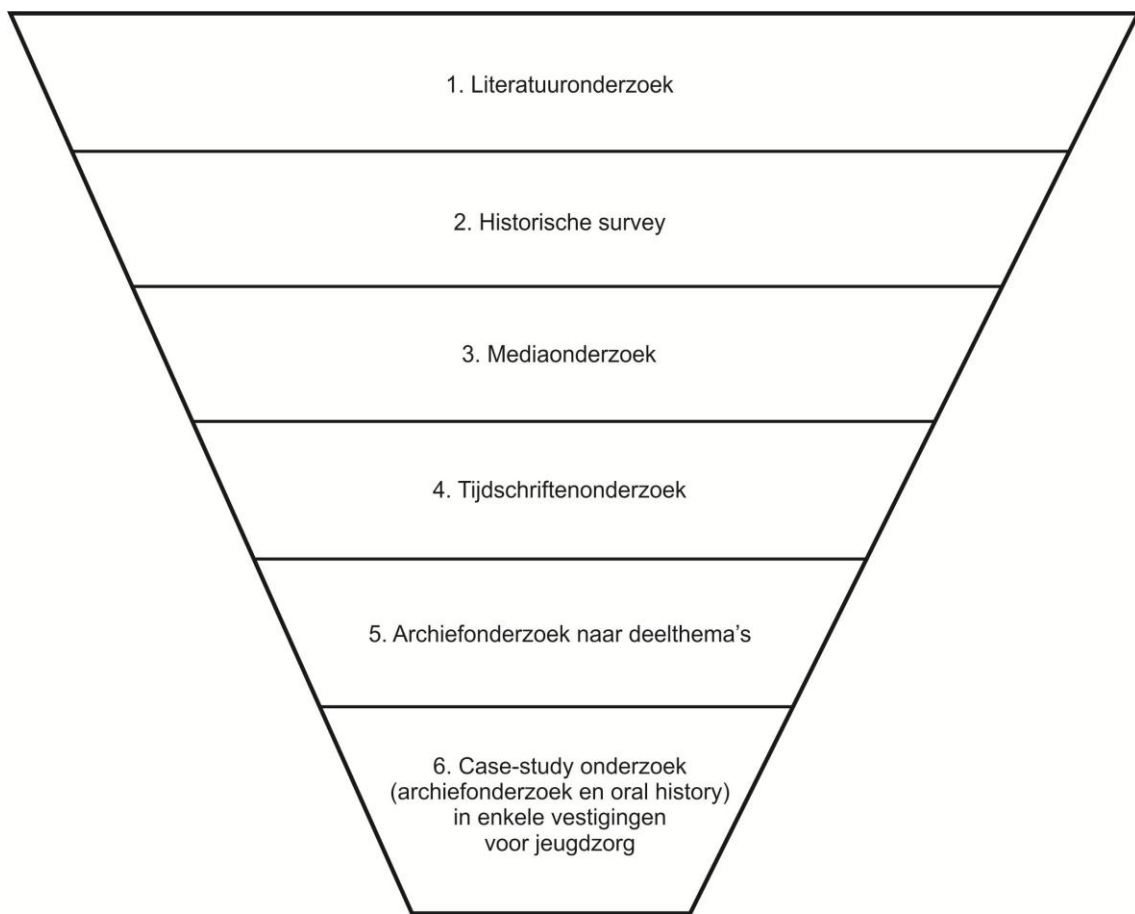 1. Literatuuronderzoek
2. Historische survey
3. Mediaonderzoek
4. Tijdschriftenonderzoek
5. Archiefonderzoek naar deelthema’s
6. Case-study onderzoek
(archiefonderzoek en oral history)
in enkele vestigingen
voor jeugdzorg